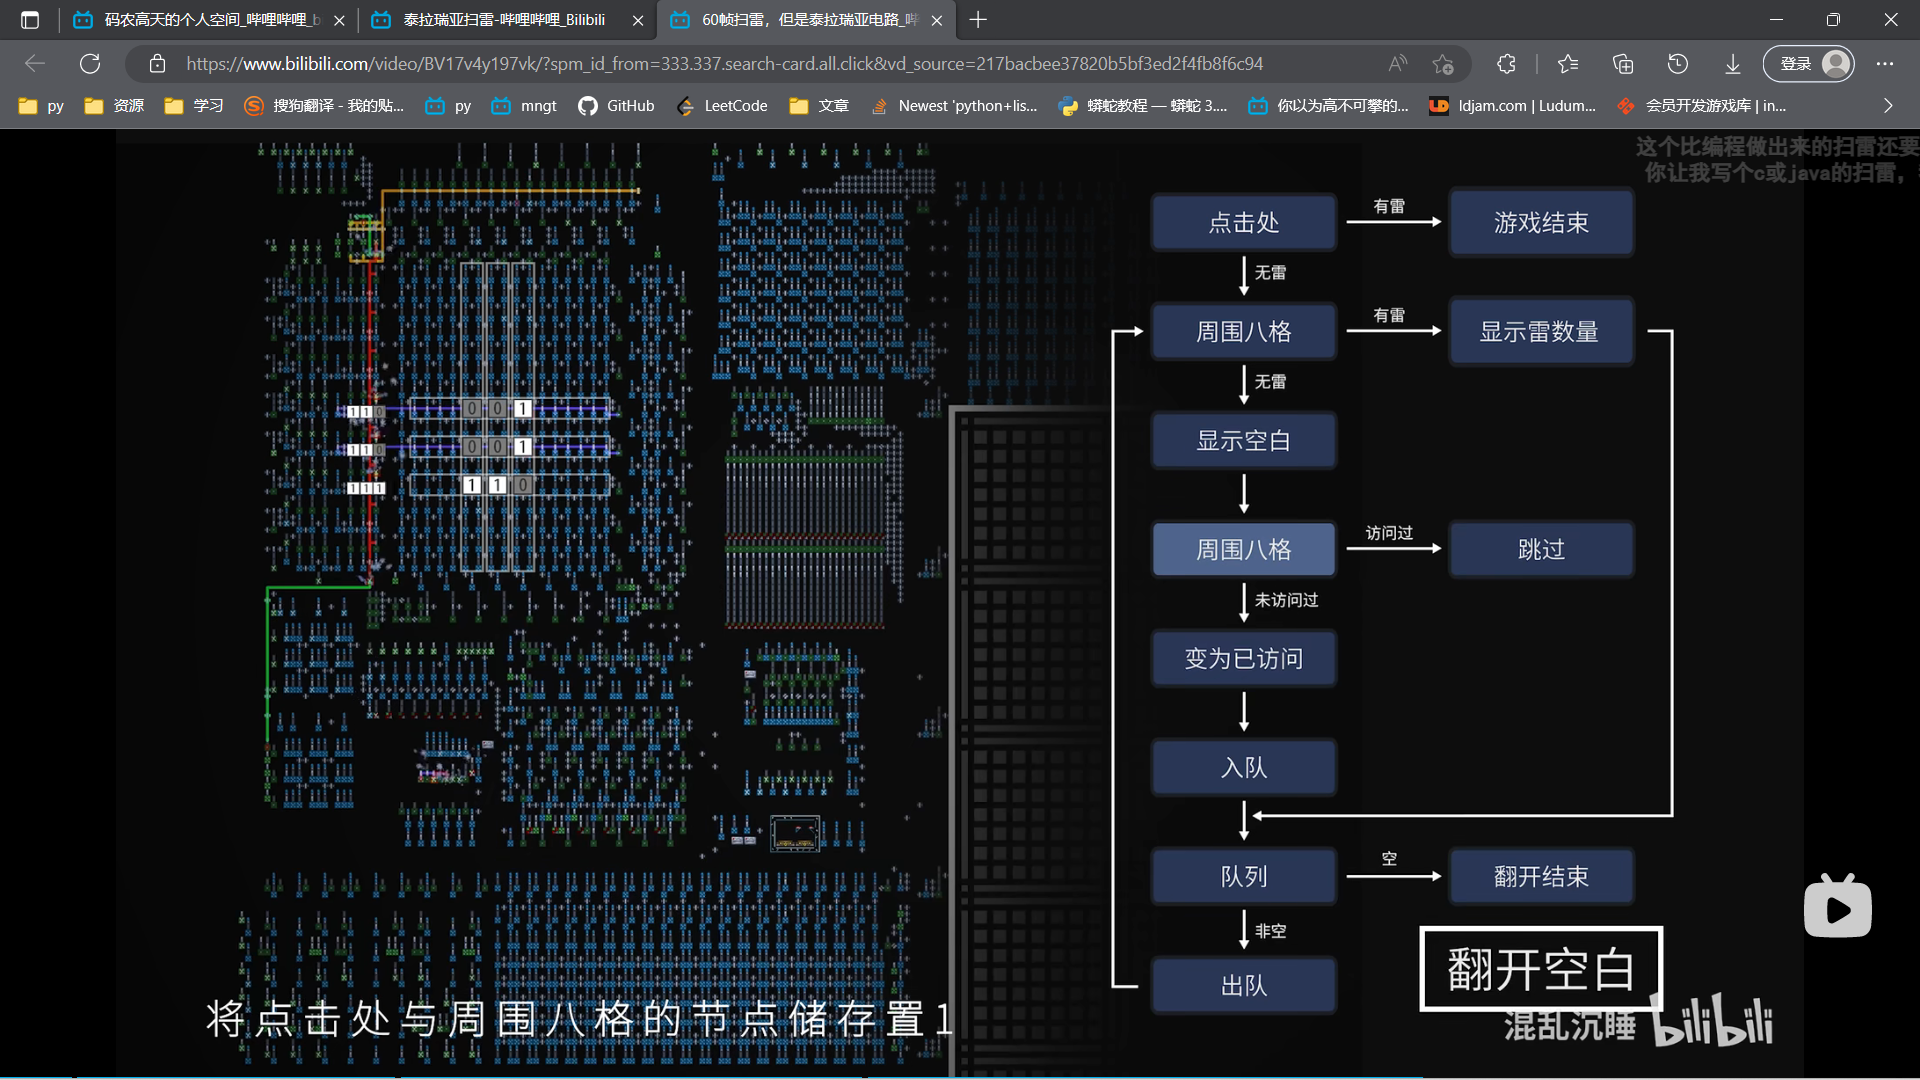 码农高天的个人空间_哔哩哔哩_b
泰拉瑞亚扫雷-哔哩哔哩_Bilibili
60帧扫雷，但是泰拉瑞亚电路_哔
https://www.bilibili.com/video/BV17v4y197vk/?spm_id_from=333.337.search-card.all.click&vd_source=217bacbee37820b5bf3ed2f4fb8f6c94
登录
py
资源
学习
搜狗翻译 - 我的贴...
py
mngt
GitHub
LeetCode
文章
Newest 'python+lis...
蟒蛇教程 — 蟒蛇 3....
你以为高不可攀的...
ldjam.com | Ludum...
会员开发游戏库 | in...
这个比编程做出来的扫雷还要
你让我写个c或java的扫雷，
点击处
有雷
游戏结束
无雷
周围八格
有雷
显示雷数量
无雷
显示空白
周围八格
访问过
跳过
未访问过
变为已访问
入队
队列
空
翻开结束
非空
出队
110
001
110
001
111
110
翻开空白
将点击处与周围八格的节点储存置1
混乱沉睡 bilibili